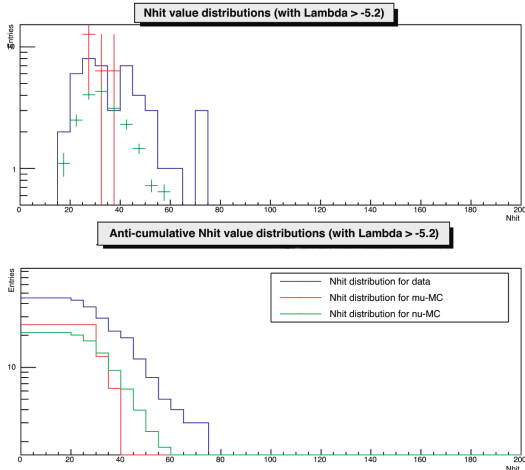 Nhit value distributions (with Lambda > -5.2)
Entries
10
1
0 20 40 60 80 100 120 140 160 180 200
Nhit
Anti-cumulative Nhit value distributions (with Lambda > -5.2)
Entries
Nhit distribution for data
Nhit distribution for mu-MC
Nhit distribution for nu-MC
10
0 20 40 60 80 100 120 140 160 180 200
Nhit